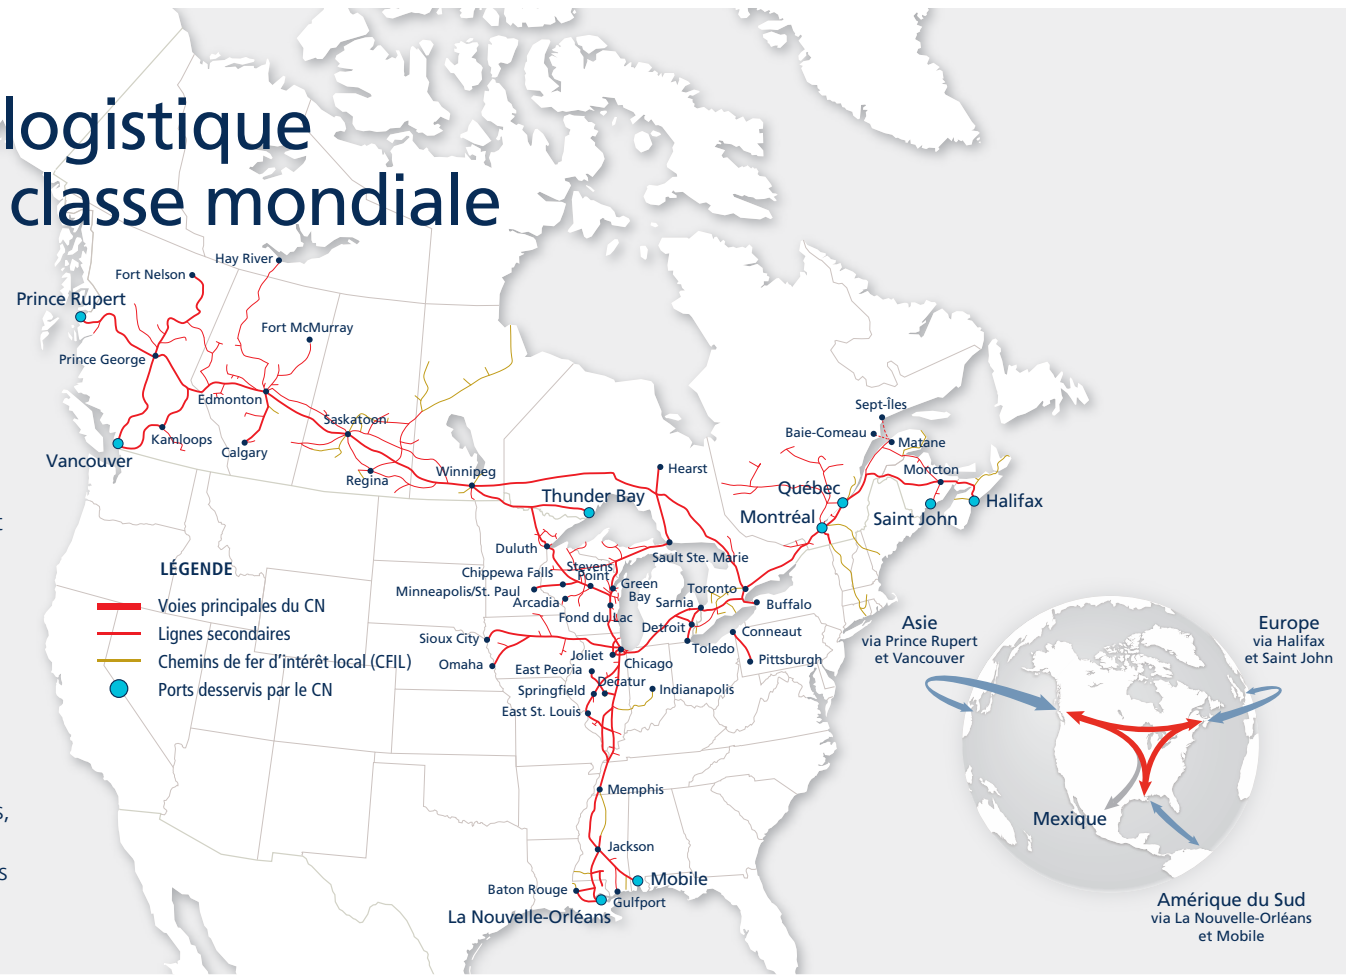 logistique
classe mondiale
Hay River
Fort Nelson
Prince Rupert
Fort McMurray
Prince George
Edmonton
Saskatoon
Kamloops
Calgary
Vancouver
Regina
Winnipeg
Hearst
Thunder Bay
Sept-Îles
Baie-Comeau
Matane
Moncton
Québec
Montréal
Saint John
Halifax
Duluth
Sault Ste. Marie
Chippewa Falls
Stevens
Point
Minneapolis/St. Paul
Green
Bay
Arcadia
Fond du Lac
Toronto
Sarnia
Buffalo
Detroit
Conneaut
Toledo
Pittsburgh
Sioux City
Omaha
Joliet
Chicago
East Peoria
Decatur
Springfield
Indianapolis
East St. Louis
Memphis
Jackson
Baton Rouge
Mobile
Gulfport
La Nouvelle-Orléans
t
s,
s
LÉGENDE
Voies principales du CN
Lignes secondaires
Chemins de fer d'intérêt local (CFIL)
Ports desservis par le CN
Asie
via Prince Rupert
et Vancouver
Europe
via Halifax
et Saint John
Mexique
Amérique du Sud
via La Nouvelle-Orléans
et Mobile